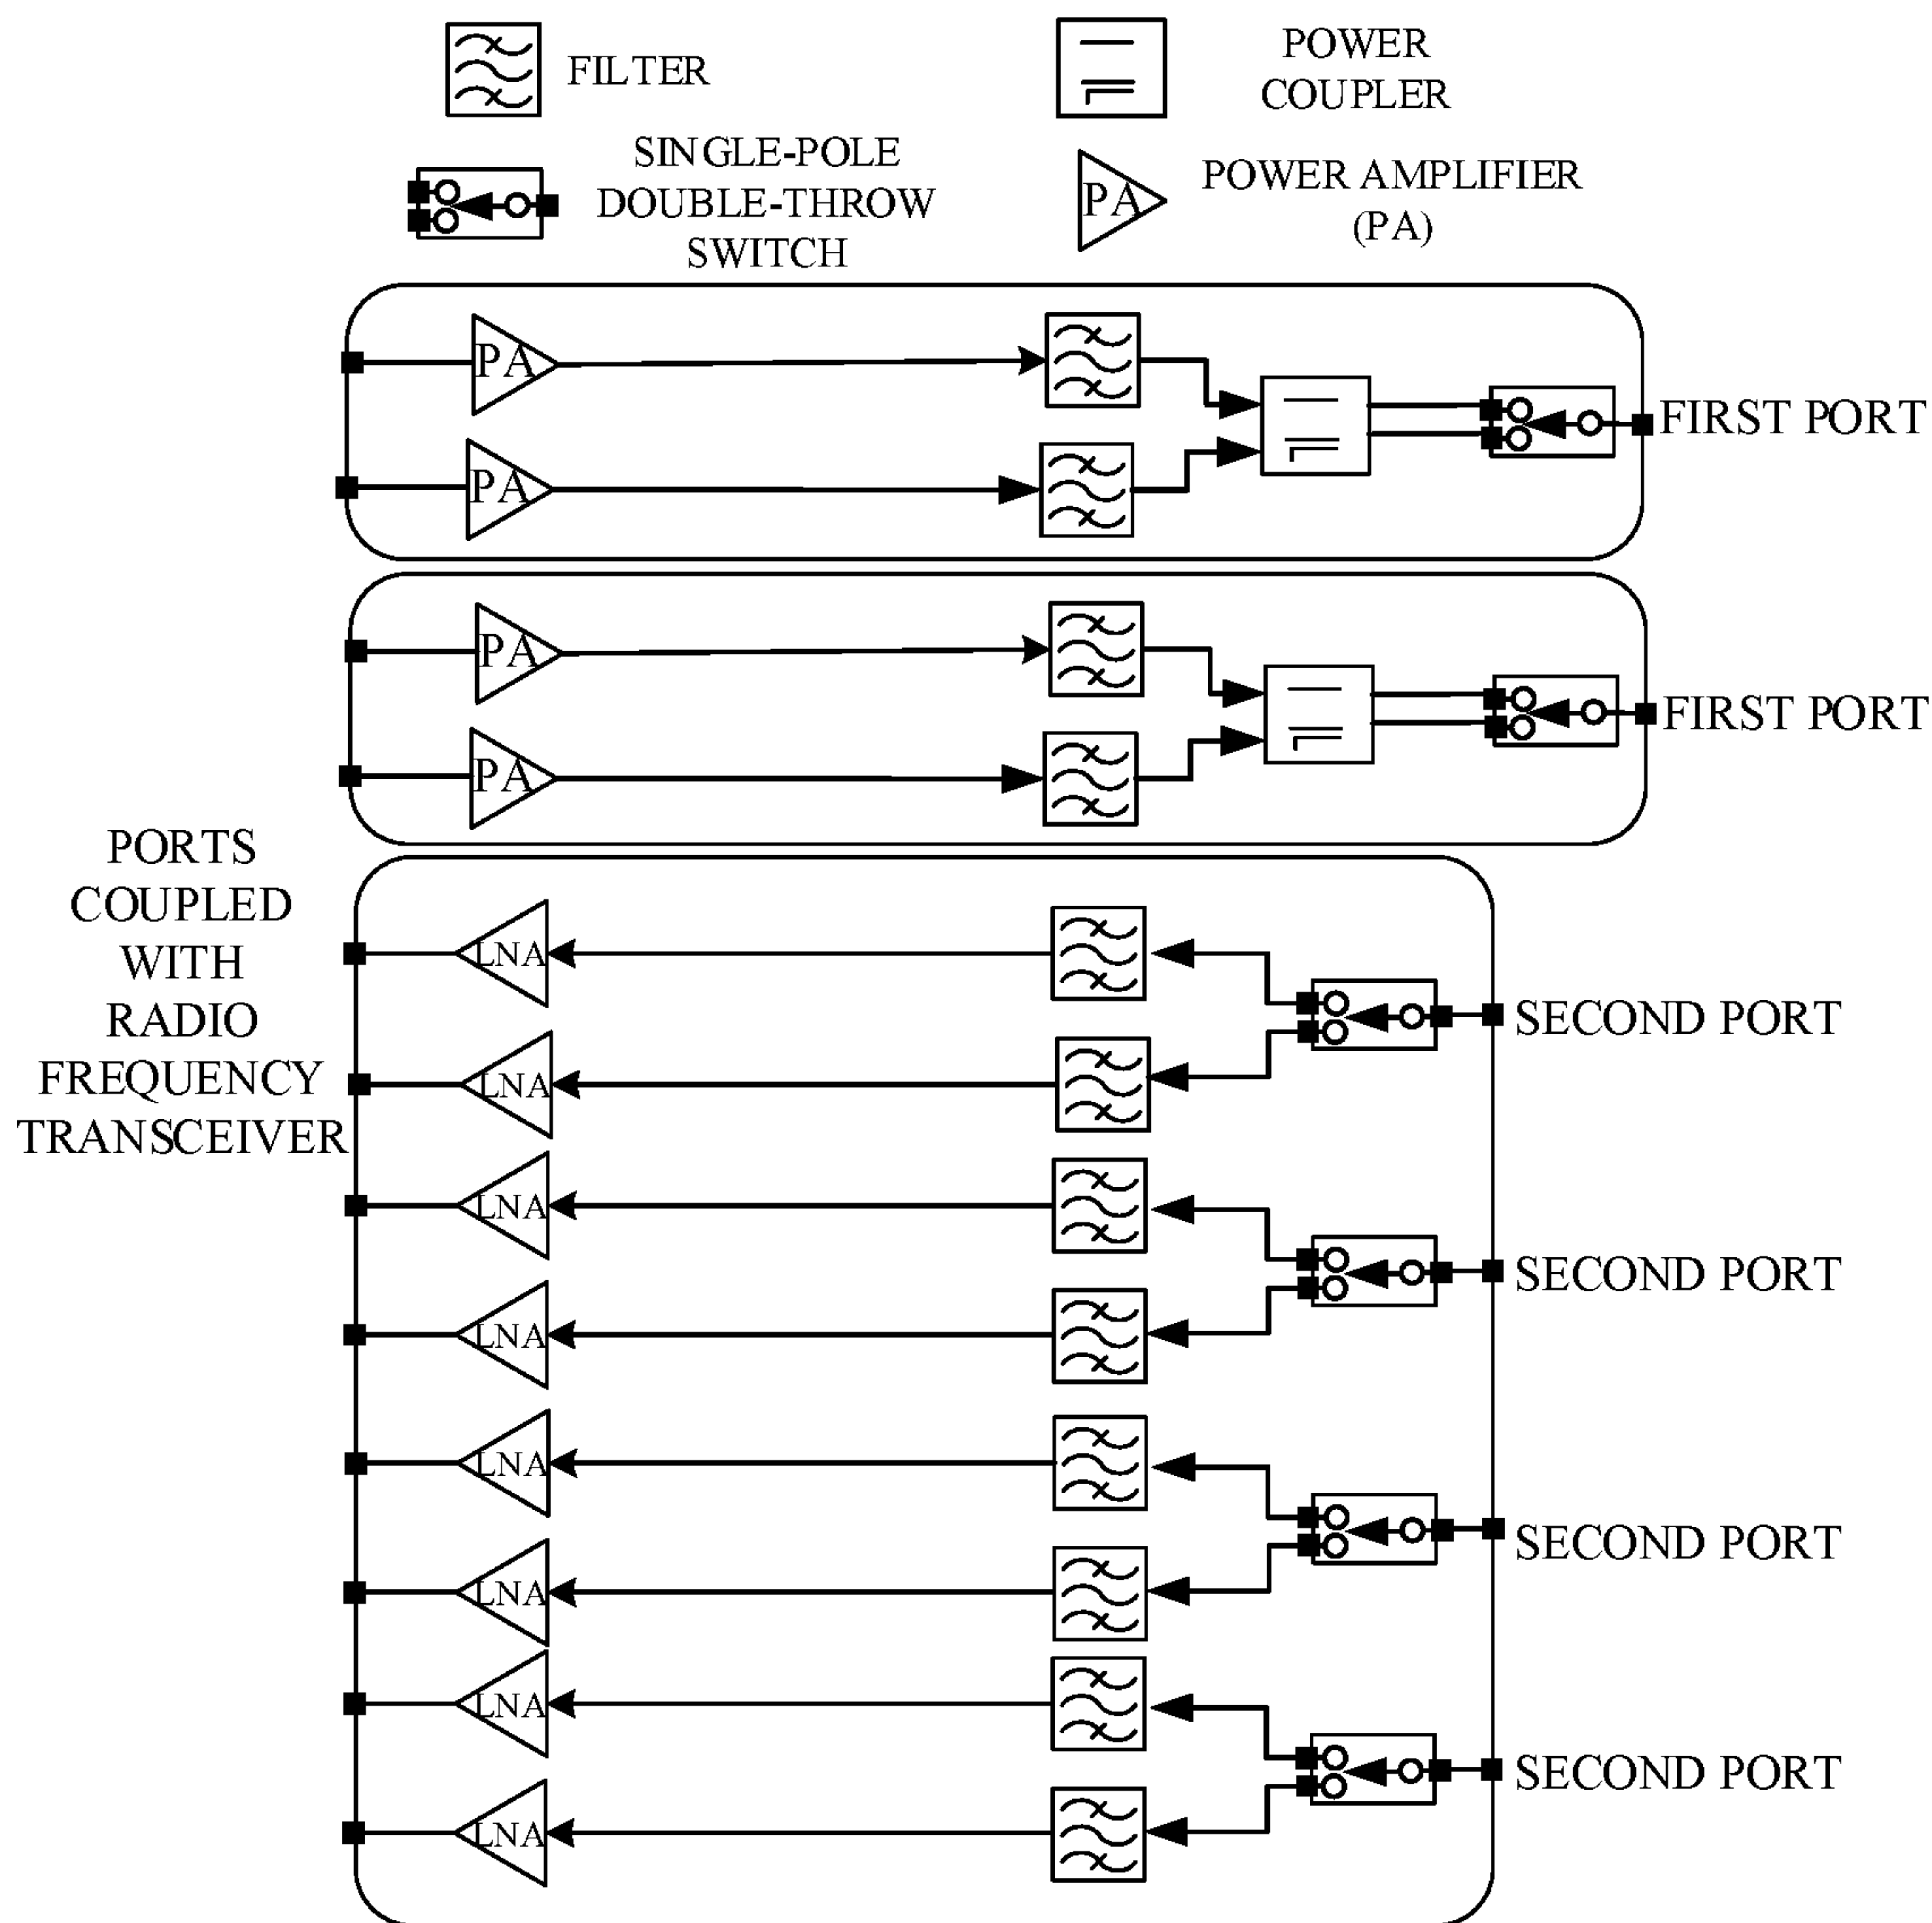 FILTER
POWER
COUPLER
SINGLE-POLE
DOUBLE-THROW
SWITCH
PA
POWER AMPLIFIER
(PA)
PA
FIRST PORT
PA
PA
FIRST PORT
PA
PORTS
COUPLED
WITH
RADIO
FREQUENCY
TRANSCEIVER
LNA
SECOND PORT
LNA
LNA
SECOND PORT
LNA
LNA
SECOND PORT
LNA
LNA
SECOND PORT
LNA